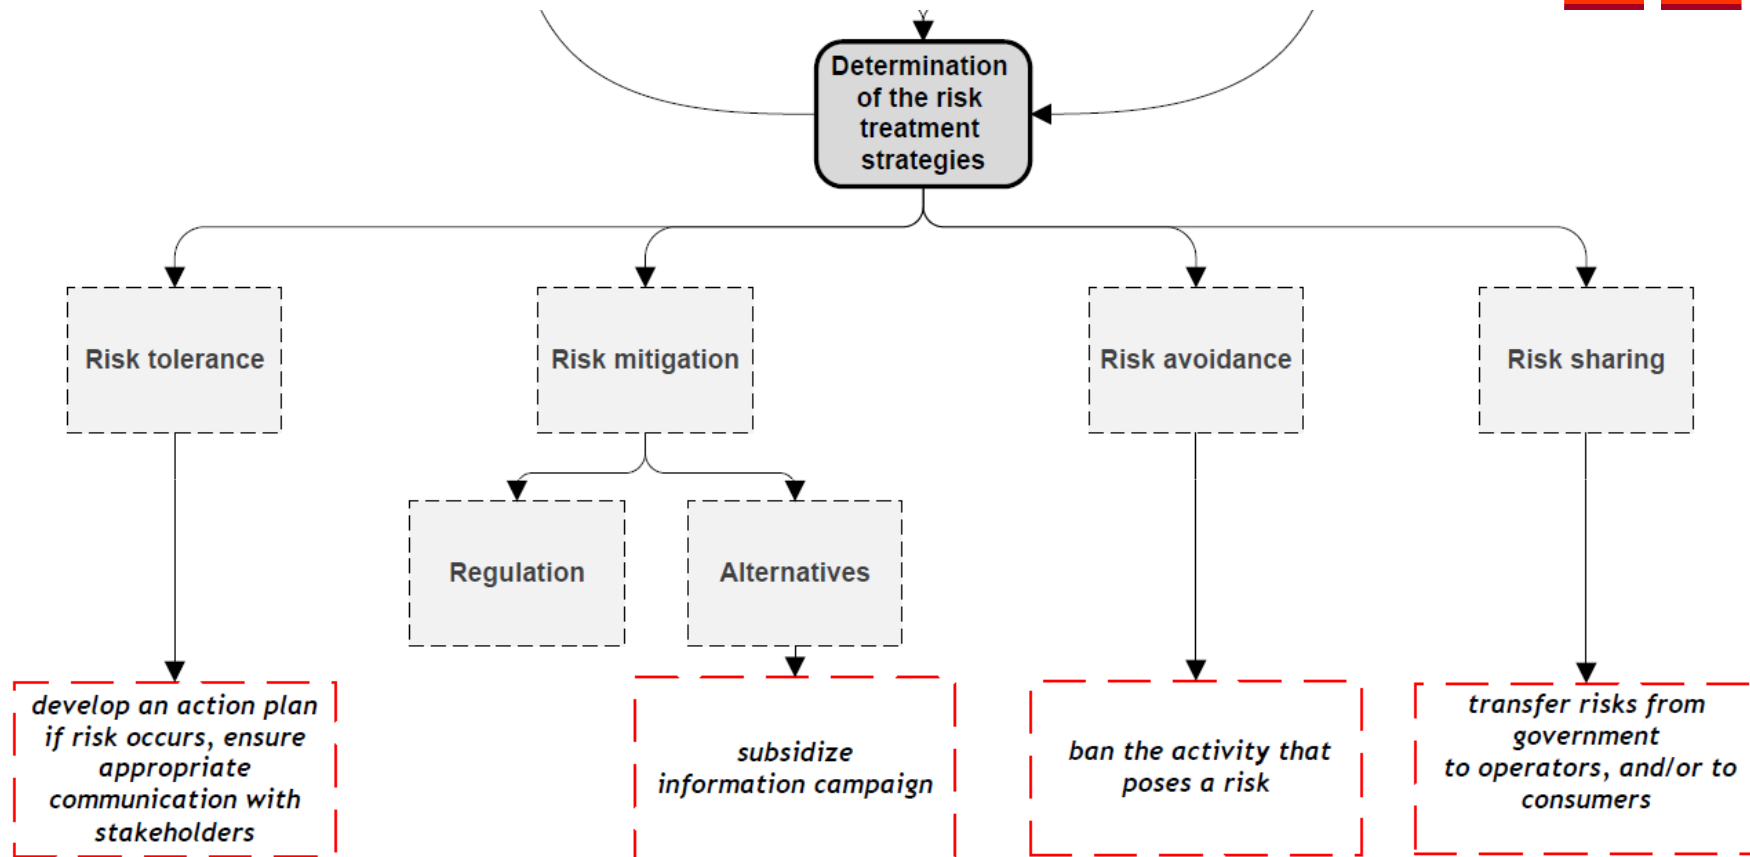 Determination
of the risk
treatment
strategies
Risk tolerance
Risk mitigation
Risk avoidance
Risk sharing
Regulation
Alternatives
develop an action plan
if risk occurs, ensure
appropriate
communication with
stakeholders
subsidize
information campaign
ban the activity that
poses a risk
transfer risks from
government
to operators, and/or to
consumers